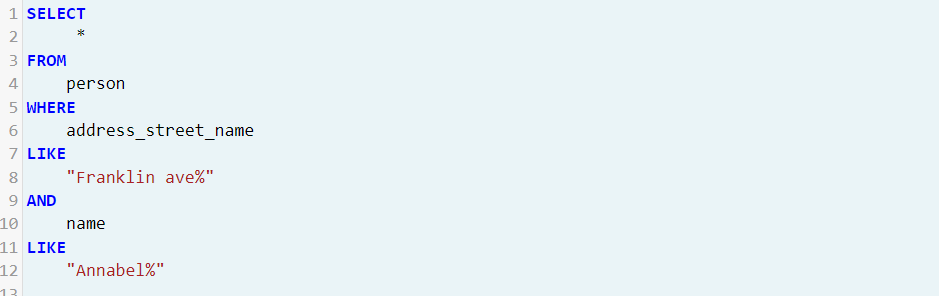 1 SELECT
2 *
3 FROM
4 person
5 WHERE
6 address_street_name
7 LIKE
8 "Franklin ave%"
9 AND
10 name
11 LIKE
12 "Annabel%"
13